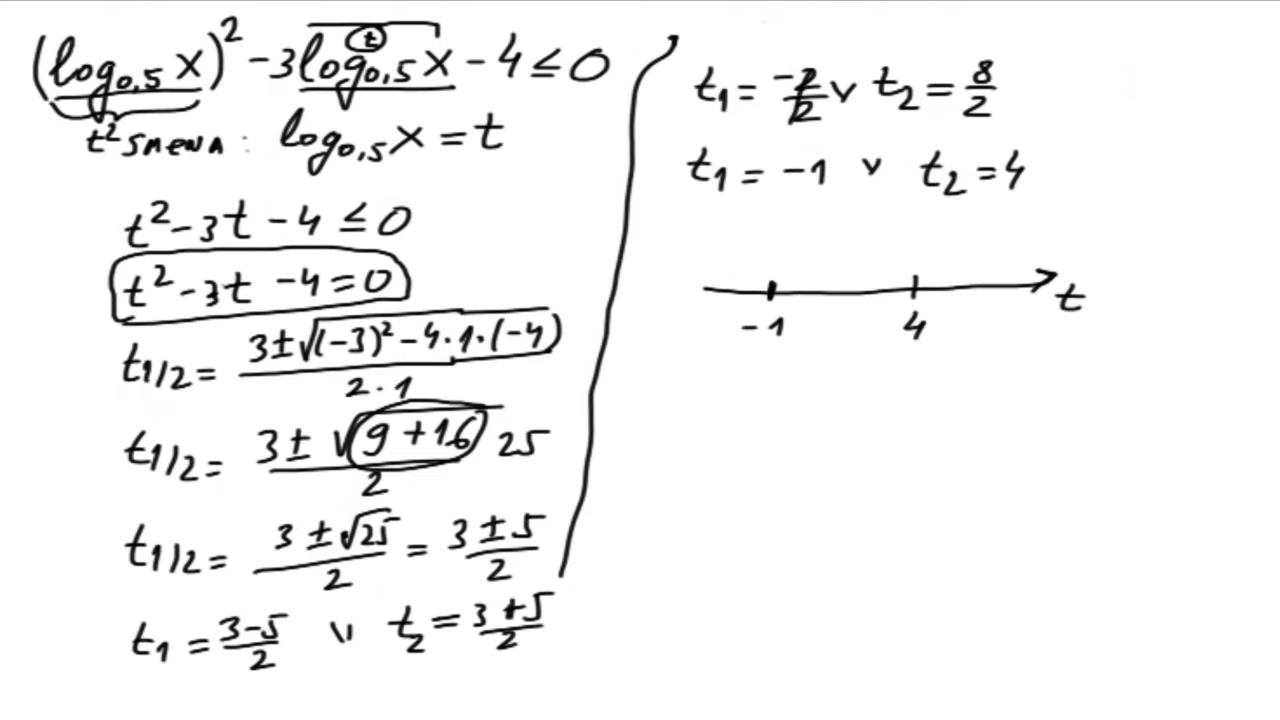 (log₀,₅ x)² - 3 log₀,₅ x - 4 ≤ 0
t
t² SMENA : log₀,₅ x = t
t² - 3t - 4 ≤ 0
t² - 3t - 4 = 0
t1/2 = (3 ± √((-3)² - 4·1·(-4))) / (2·1)
t1/2 = (3 ± √(9 + 16)) / 2 25
t1/2 = (3 ± √25) / 2 = (3 ± 5) / 2
t₁ = (3-5)/2 v t₂ = (3+5)/2
t₁ = -2/2 v t₂ = 8/2
t₁ = -1 v t₂ = 4
-1 4 t